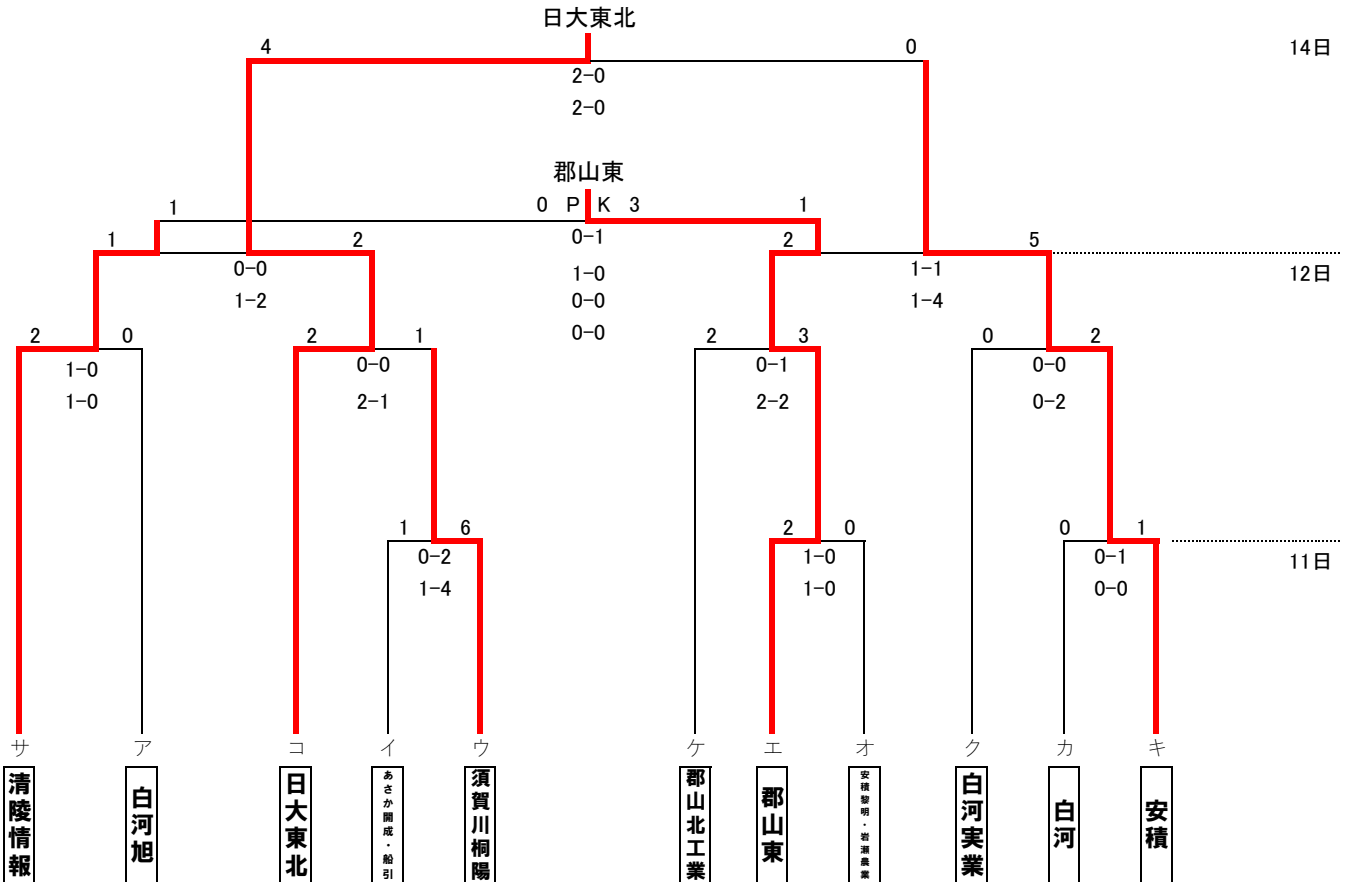 日大東北
4 0 14日
2-0
2-0
郡山東
1 0 P K 3 1
0-1
1 2 2 5
0-0 1-0 1-1 12日
1-2 0-0 1-4
0-0
2 0 2 1 2 3 0 2
1-0 0-0 0-1 0-0
1-0 2-1 2-2 0-2
1 6 2 0 0 1
0-2 1-0 0-1 11日
1-4 1-0 0-0
サ ア コ イ ウ ケ エ オ ク カ キ
清陵情報
白河旭
日大東北
あさか開成・船引
須賀川桐陽
郡山北工業
郡山東
安積黎明・岩瀬農業
白河実業
白河
安積